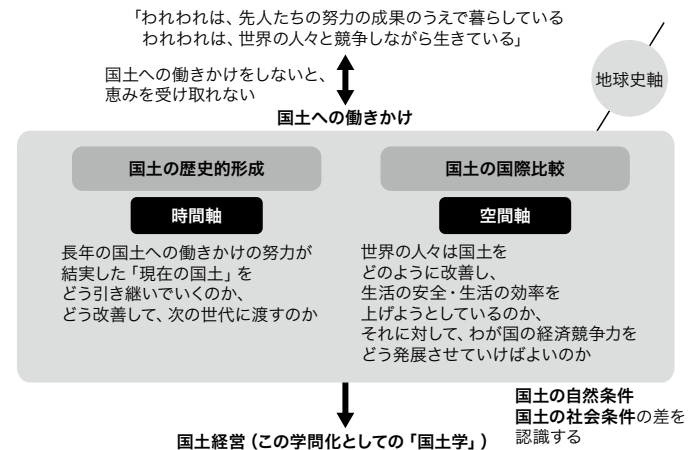 「われわれは、先人たちの努力の成果のうえで暮らしている
われわれは、世界の人々と競争しながら生きている」
国土への働きかけをしないと、
恵みを受け取れない
地球史軸
国土への働きかけ
国土の歴史的形成
時間軸
長年の国土への働きかけの努力が
結実した「現在の国土」を
どう引き継いでいくのか、
どう改善して、次の世代に渡すのか
国土の国際比較
空間軸
世界の人々は国土を
どのように改善し、
生活の安全・生活の効率を
上げようとしているのか、
それに対して、わが国の経済競争力を
どう発展させていけばよいのか
国土の自然条件
国土の社会条件の差を
認識する
国土経営（この学問化としての「国土学」）